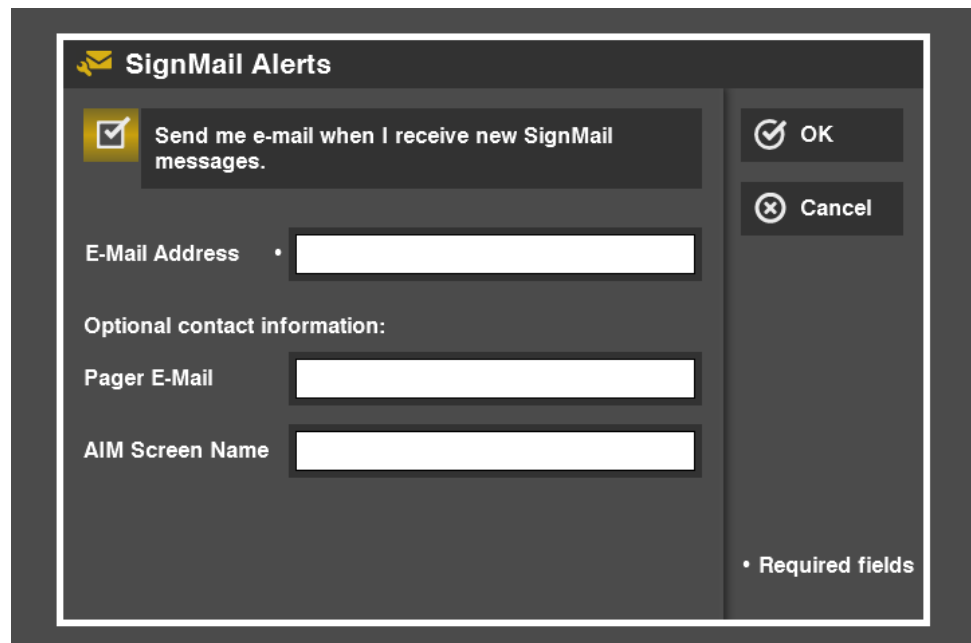 SignMail Alerts
Send me e-mail when I receive new SignMail
messages.
OK
Cancel
E-Mail Address •
Optional contact information:
Pager E-Mail
AIM Screen Name
• Required fields